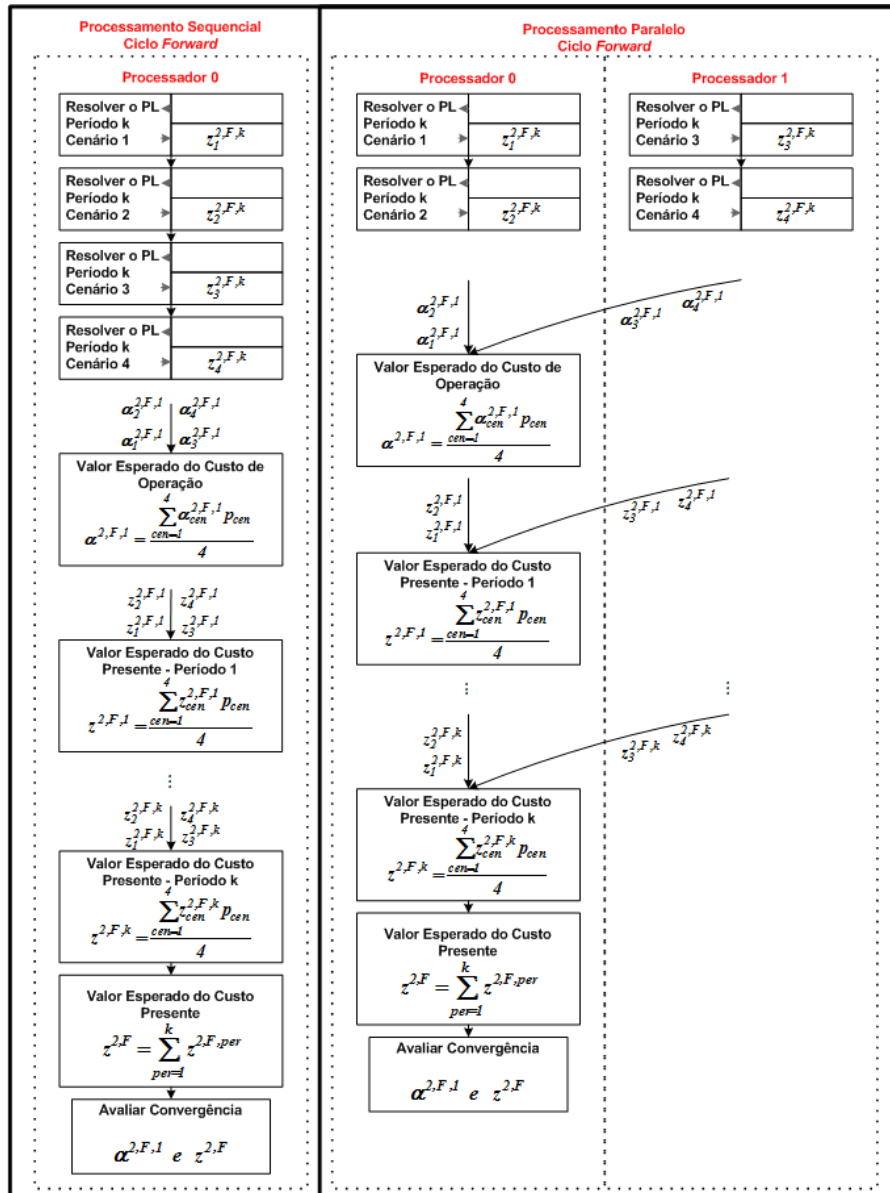 Processamento Sequencial
Ciclo Forward
Processador 0
Resolver o PL
Período k
Cenário 1
z_1^{2,F,k}
Resolver o PL
Período k
Cenário 2
z_2^{2,F,k}
Resolver o PL
Período k
Cenário 3
z_3^{2,F,k}
Resolver o PL
Período k
Cenário 4
z_4^{2,F,k}
α_2^{2,F,1} α_4^{2,F,1}
α_1^{2,F,1} α_3^{2,F,1}
Valor Esperado do Custo de
Operação
α^{2,F,1} = \frac{\sum_{cen=1}^{4} α_{cen}^{2,F,1} p_{cen}}{4}
z_2^{2,F,1} z_4^{2,F,1}
z_1^{2,F,1} z_3^{2,F,1}
Valor Esperado do Custo
Presente - Período 1
z^{2,F,1} = \frac{\sum_{cen=1}^{4} z_{cen}^{2,F,1} p_{cen}}{4}
⋮
z_2^{2,F,k} z_4^{2,F,k}
z_1^{2,F,k} z_3^{2,F,k}
Valor Esperado do Custo
Presente - Período k
z^{2,F,k} = \frac{\sum_{cen=1}^{4} z_{cen}^{2,F,k} p_{cen}}{4}
Valor Esperado do Custo
Presente
z^{2,F} = \sum_{per=1}^{k} z^{2,F,per}
Avaliar Convergência
α^{2,F,1} e z^{2,F}
Processamento Paralelo
Ciclo Forward
Processador 0
Resolver o PL
Período k
Cenário 1
z_1^{2,F,k}
Resolver o PL
Período k
Cenário 2
z_2^{2,F,k}
Processador 1
Resolver o PL
Período k
Cenário 3
z_3^{2,F,k}
Resolver o PL
Período k
Cenário 4
z_4^{2,F,k}
α_2^{2,F,1}
α_1^{2,F,1}
α_3^{2,F,1} α_4^{2,F,1}
Valor Esperado do Custo de
Operação
α^{2,F,1} = \frac{\sum_{cen=1}^{4} α_{cen}^{2,F,1} p_{cen}}{4}
z_2^{2,F,1}
z_1^{2,F,1}
z_3^{2,F,1} z_4^{2,F,1}
Valor Esperado do Custo
Presente - Período 1
z^{2,F,1} = \frac{\sum_{cen=1}^{4} z_{cen}^{2,F,1} p_{cen}}{4}
⋮ ⋮
z_2^{2,F,k}
z_1^{2,F,k}
z_3^{2,F,k} z_4^{2,F,k}
Valor Esperado do Custo
Presente - Período k
z^{2,F,k} = \frac{\sum_{cen=1}^{4} z_{cen}^{2,F,k} p_{cen}}{4}
Valor Esperado do Custo
Presente
z^{2,F} = \sum_{per=1}^{k} z^{2,F,per}
Avaliar Convergência
α^{2,F,1} e z^{2,F}